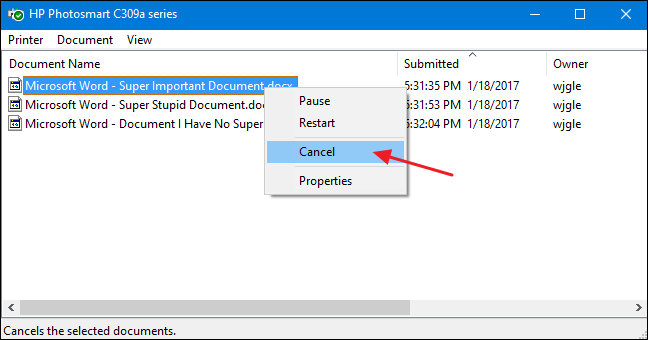 HP Photosmart C309a series
Printer Document View
Document Name Submitted Owner
Microsoft Word - Super Important Document.docx 5:31:35 PM 1/18/2017 wjgle
Microsoft Word - Super Stupid Document.do 5:31:53 PM 1/18/2017 wjgle
Microsoft Word - Document I Have No Super 5:32:04 PM 1/18/2017 wjgle
Pause
Restart
Cancel
Properties
Cancels the selected documents.